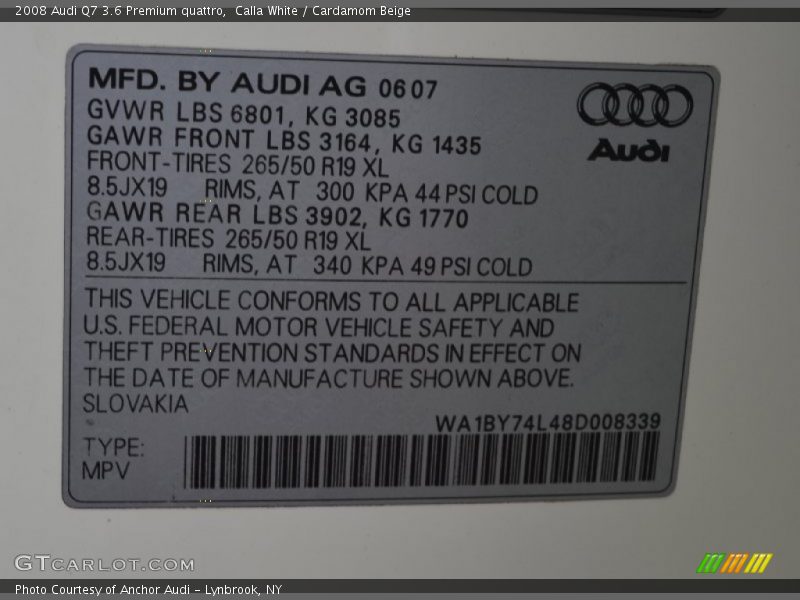 2008 Audi Q7 3.6 Premium quattro,  Calla White / Cardamom Beige
MFD. BY AUDI AG 0607
GVWR LBS 6801, KG 3085
GAWR FRONT LBS 3164, KG 1435
FRONT-TIRES 265/50 R19 XL
8.5JX19 RIMS, AT 300 KPA 44 PSI COLD
GAWR REAR LBS 3902, KG 1770
REAR-TIRES 265/50 R19 XL
8.5JX19 RIMS, AT 340 KPA 49 PSI COLD
Audi
THIS VEHICLE CONFORMS TO ALL APPLICABLE
U.S. FEDERAL MOTOR VEHICLE SAFETY AND
THEFT PREVENTION STANDARDS IN EFFECT ON
THE DATE OF MANUFACTURE SHOWN ABOVE.
SLOVAKIA
WA1BY74L48D008339
TYPE:
MPV
GTCARLOT.COM
Photo Courtesy of Anchor Audi - Lynbrook, NY